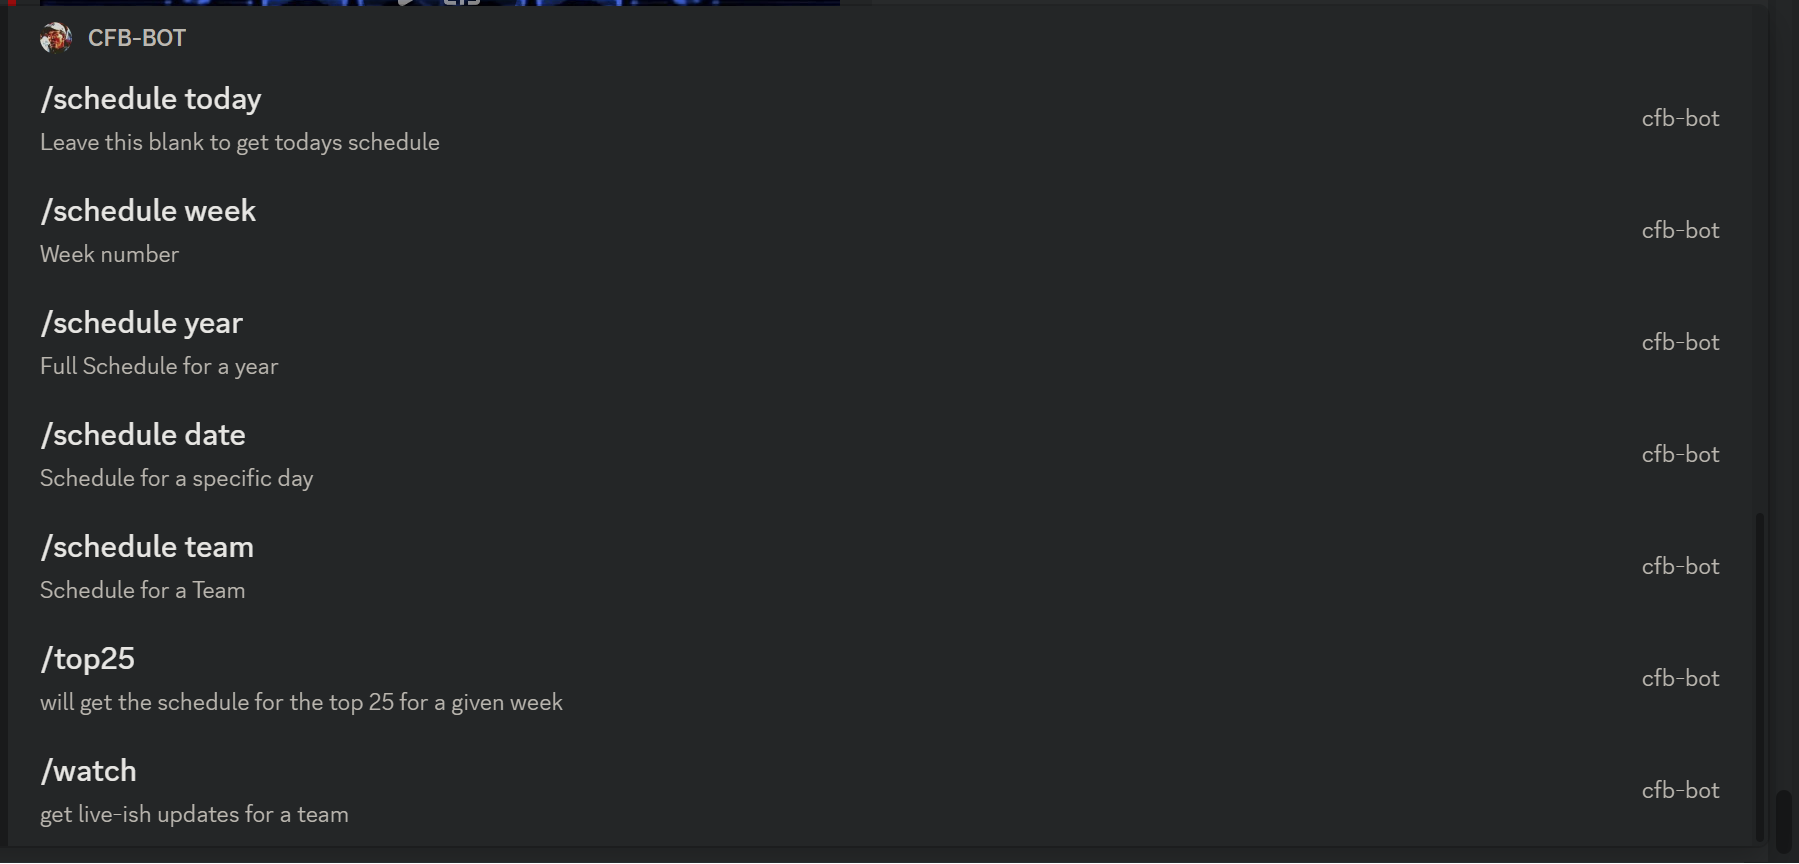 CFB-BOT
/schedule today
Leave this blank to get todays schedule
cfb-bot
/schedule week
Week number
cfb-bot
/schedule year
Full Schedule for a year
cfb-bot
/schedule date
Schedule for a specific day
cfb-bot
/schedule team
Schedule for a Team
cfb-bot
/top25
will get the schedule for the top 25 for a given week
cfb-bot
/watch
get live-ish updates for a team
cfb-bot